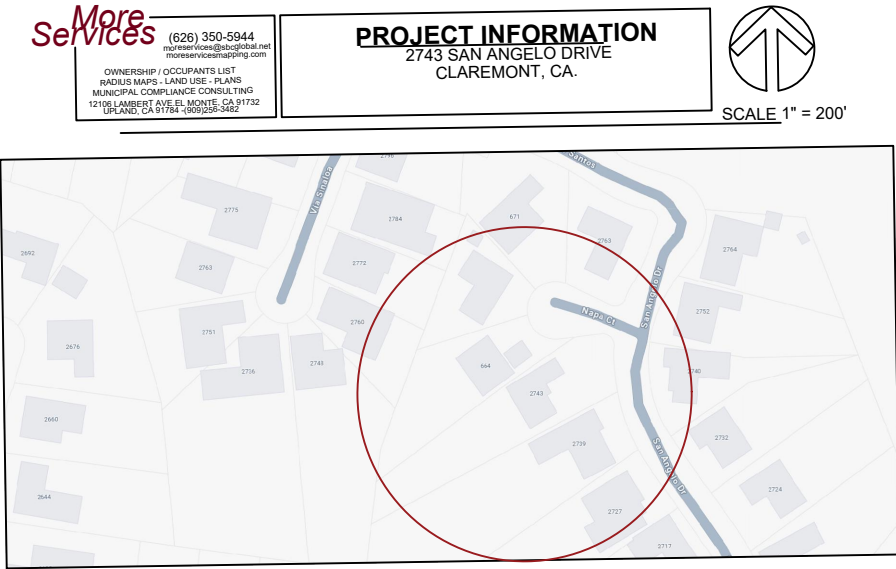 More
Services
(626) 350-5944
moreservices@sbcglobal.net
moreservicesmapping.com
OWNERSHIP / OCCUPANTS LIST
RADIUS MAPS - LAND USE - PLANS
MUNICIPAL COMPLIANCE CONSULTING
12106 LAMBERT AVE.EL MONTE, CA 91732
UPLAND, CA 91784 -(909)256-3482
PROJECT INFORMATION
2743 SAN ANGELO DRIVE
CLAREMONT, CA.
SCALE 1" = 200'
Santos
Via Sinaloa
2775
2784
671
2763
2764
2692
2763
2772
San Angelo Dr
2752
2760
Napa Ct
2751
2676
2743
664
2740
2743
2660
2739
2732
San Angelo Dr
2724
2644
2727
2717